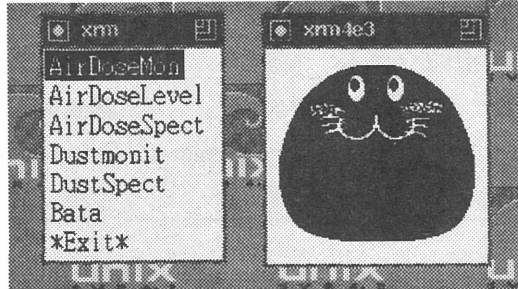 xrm
xrm4e3
AirDoseMon
AirDoseLevel
AirDoseSpect
Dustmonit
DustSpect
Bata
*Exit*
unix
unix